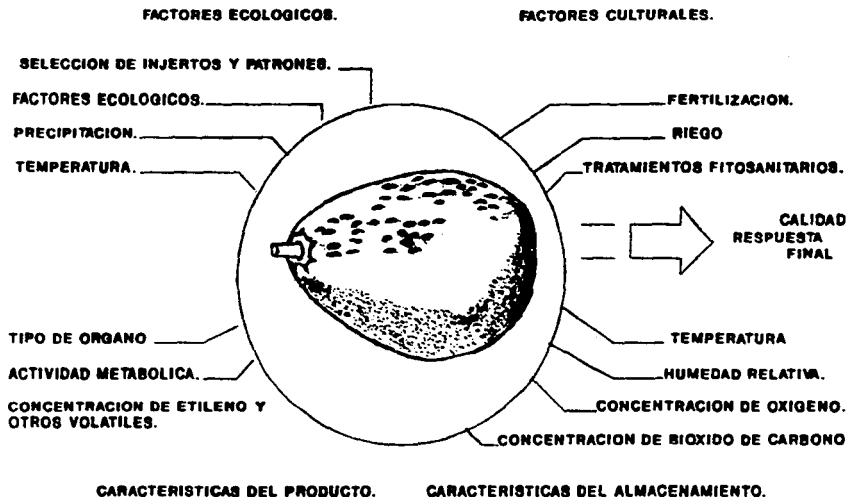 FACTORES ECOLOGICOS.
FACTORES CULTURALES.
SELECCION DE INJERTOS Y PATRONES.
FACTORES ECOLOGICOS.
PRECIPITACION.
TEMPERATURA.
FERTILIZACION.
RIEGO
TRATAMIENTOS FITOSANITARIOS.
CALIDAD
RESPUESTA
FINAL
TIPO DE ORGANO
ACTIVIDAD METABOLICA.
CONCENTRACION DE ETILENO Y
OTROS VOLATILES.
TEMPERATURA
HUMEDAD RELATIVA.
CONCENTRACION DE OXIGENO.
CONCENTRACION DE BIOXIDO DE CARBONO
CARACTERISTICAS DEL PRODUCTO.
CARACTERISTICAS DEL ALMACENAMIENTO.